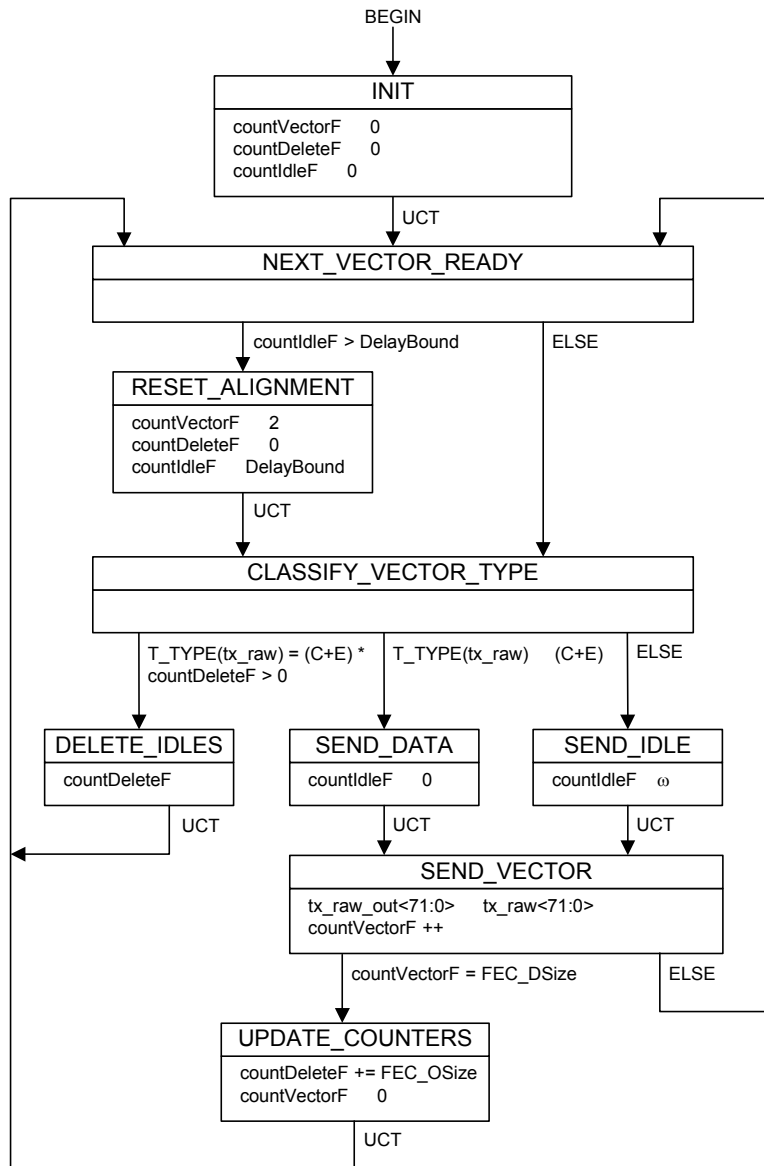 BEGIN
INIT
countVectorF 0
countDeleteF 0
countIdleF 0
UCT
NEXT_VECTOR_READY
countIdleF > DelayBound
ELSE
RESET_ALIGNMENT
countVectorF 2
countDeleteF 0
countIdleF DelayBound
UCT
CLASSIFY_VECTOR_TYPE
T_TYPE(tx_raw) = (C+E) *
countDeleteF > 0
T_TYPE(tx_raw) (C+E)
ELSE
DELETE_IDLES
countDeleteF
UCT
SEND_DATA
countIdleF 0
UCT
SEND_IDLE
countIdleF ω
UCT
SEND_VECTOR
tx_raw_out<71:0> tx_raw<71:0>
countVectorF ++
countVectorF = FEC_DSize
ELSE
UPDATE_COUNTERS
countDeleteF += FEC_OSize
countVectorF 0
UCT